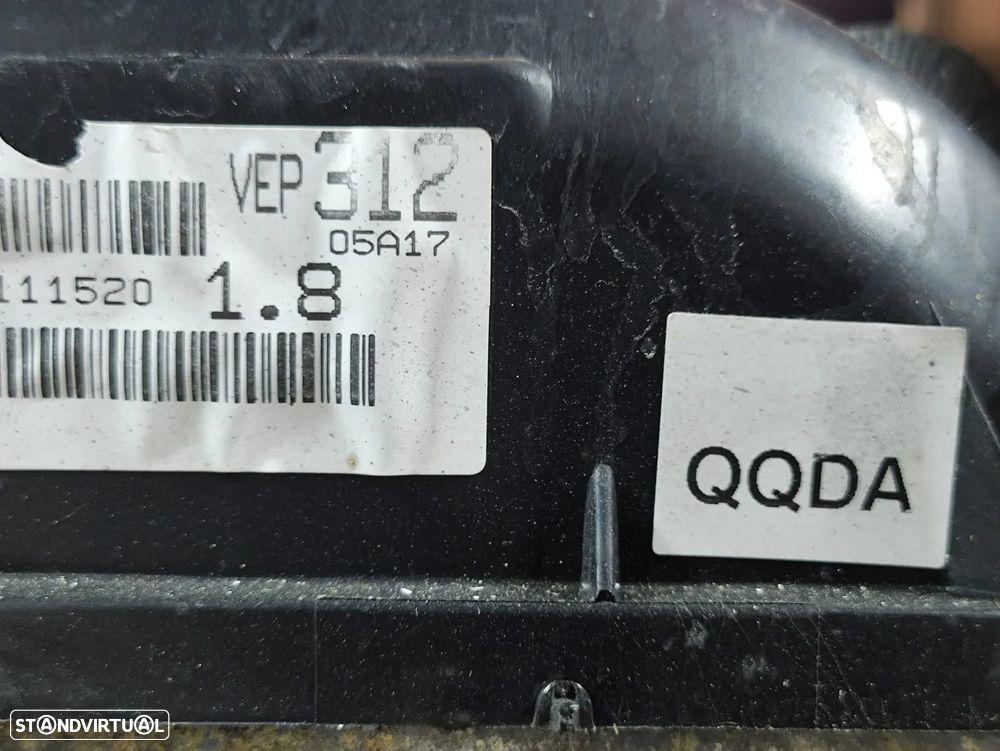 VEP 312
05A17
111520 1.8
QQDA
STANDVIRTUAL